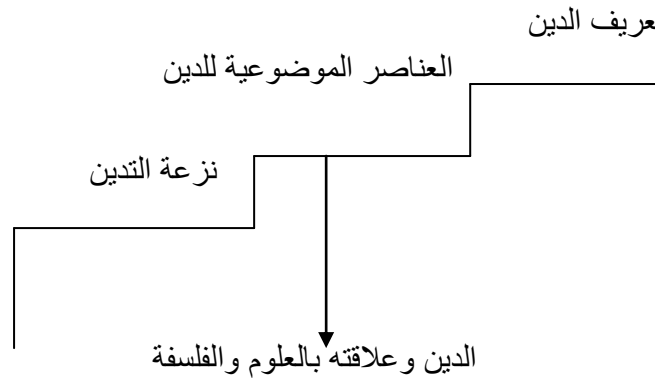 عريف الدين
العناصر الموضوعية للدين
نزعة التدين
الدين وعلاقته بالعلوم والفلسفة